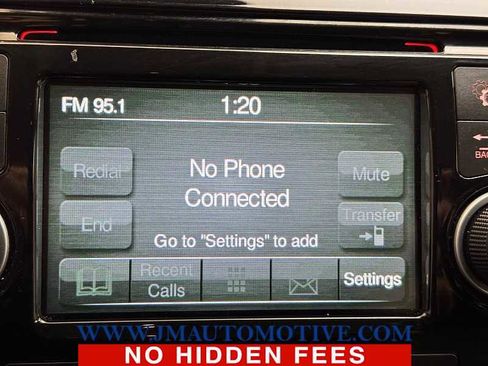 FM 95.1
1:20
Redial
No Phone
Connected
Mute
End
Transfer
Go to "Settings" to add
Recent
Calls
Settings
BAC
WWW.JMAUTOMOTIVE.COM
NO HIDDEN FEES